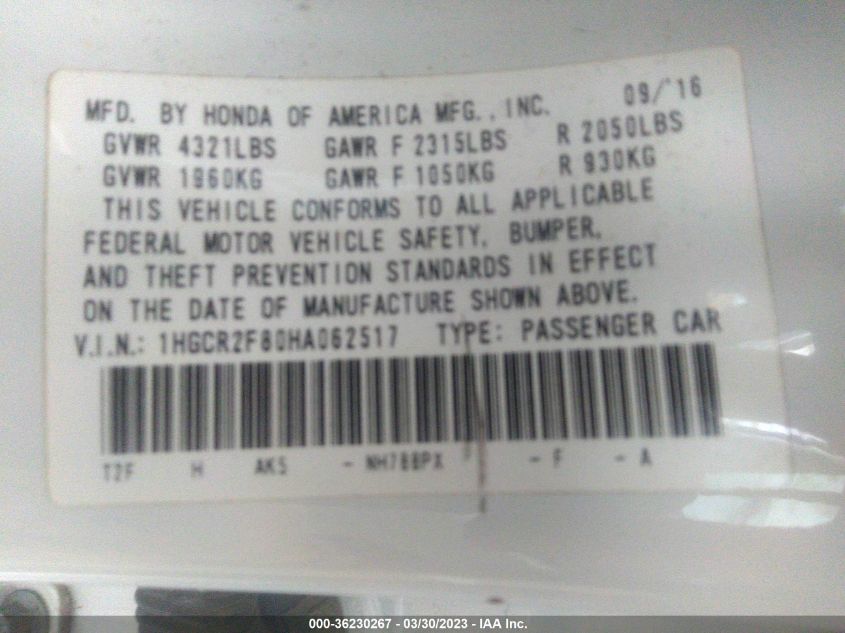 MFD. BY HONDA OF AMERICA MFG., INC. 09/'16
GVWR 4321LBS GAWR F 2315LBS R 2050LBS
GVWR 1960KG GAWR F 1050KG R 930KG
THIS VEHICLE CONFORMS TO ALL APPLICABLE
FEDERAL MOTOR VEHICLE SAFETY, BUMPER,
AND THEFT PREVENTION STANDARDS IN EFFECT
ON THE DATE OF MANUFACTURE SHOWN ABOVE.
V.I.N.: 1HGCR2F80HA062517 TYPE: PASSENGER CAR
T2F H AK5 - NH788PX - F - A
000-36230267 - 03/30/2023 - IAA Inc.